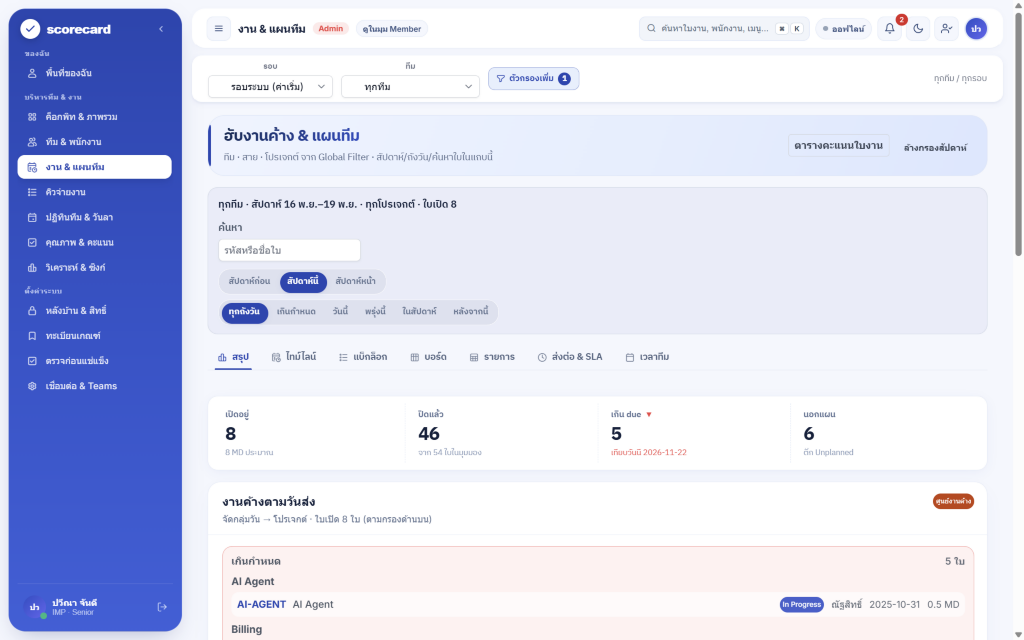 scorecard
ของฉัน
พื้นที่ของฉัน
บริหารทีม & งาน
ค็อกพิท & ภาพรวม
ทีม & พนักงาน
งาน & แผนทีม
คิวจ่ายงาน
ปฏิทินทีม & วันลา
คุณภาพ & คะแนน
วิเคราะห์ & ซิงก์
ตั้งค่าระบบ
หลังบ้าน & สิทธิ์
ทะเบียนเกณฑ์
ตรวจก่อนแช่แข็ง
เชื่อมต่อ & Teams
ปว ปวีณา จันดี
IMP · Senior
งาน & แผนทีม Admin ดูในมุม Member
ค้นหาใบงาน, พนักงาน, เมนู... ⌘ K ออฟไลน์ 2 ปว
รอบ ทีม
รอบระบบ (ค่าเริ่ม) ทุกทีม ตัวกรองเพิ่ม 1 ทุกทีม / ทุกรอบ
ฮับงานค้าง & แผนทีม
ทีม · สาย · โปรเจกต์ จาก Global Filter · สัปดาห์/ถังวัน/ค้นหาใบในแถบนี้
ตารางคะแนนใบงาน ล้างกรองสัปดาห์
ทุกทีม · สัปดาห์ 16 พ.ย.–19 พ.ย. · ทุกโปรเจกต์ · ใบเปิด 8
ค้นหา
รหัสหรือชื่อใบ
สัปดาห์ก่อน สัปดาห์นี้ สัปดาห์หน้า
ทุกถังวัน เกินกำหนด วันนี้ พรุ่งนี้ ในสัปดาห์ หลังจากนี้
สรุป ไทม์ไลน์ แบ็กล็อก บอร์ด รายการ ส่งต่อ & SLA เวลาทีม
เปิดอยู่ ปิดแล้ว เกิน due ▼ นอกแผน
8 46 5 6
8 MD ประมาณ จาก 54 ใบในมุมมอง เทียบวันนี้ 2026-11-22 ถึก Unplanned
งานค้างตามวันส่ง
จัดกลุ่มวัน → โปรเจกต์ · ใบเปิด 8 ใบ (ตามกรองด้านบน)
ศูนย์งานค้าง
เกินกำหนด 5 ใบ
AI Agent
AI-AGENT AI Agent In Progress ณัฐสิทธิ์ 2025-10-31 0.5 MD
Billing